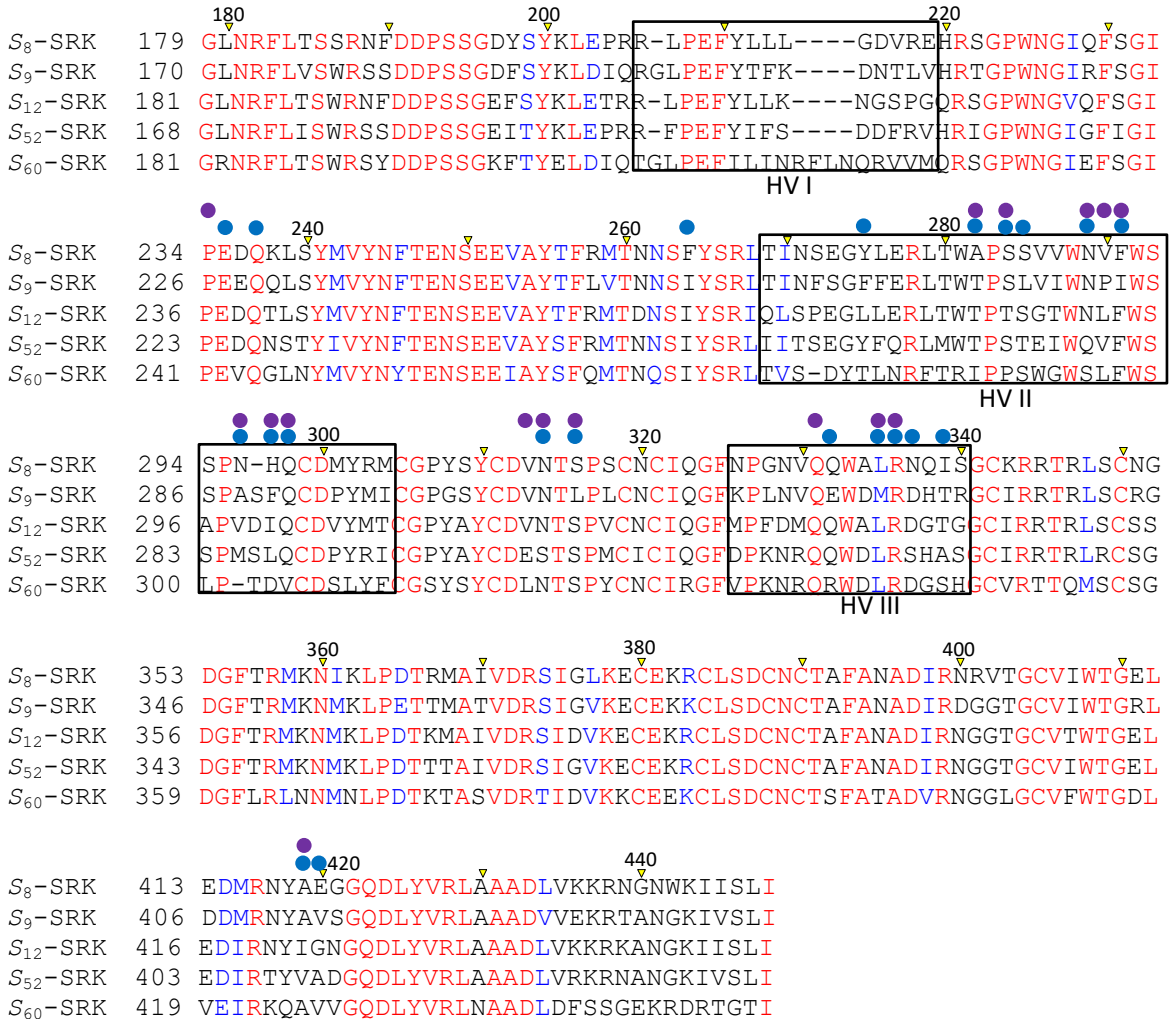 180 200 220
S8-SRK 179 GLNRFLTSSRNFDDPSSGDYSYKLEPRR-LPEFYLLL----GDVREHRSGPWNGIQFSGI
S9-SRK 170 GLNRFLVSWRSSDDPSSGDFSYKLDIQRGLPEFYTFK----DNTLVHRTGPWNGIRFSGI
S12-SRK 181 GLNRFLTSWRNFDDPSSGEFSYKLETRR-LPEFYLLK----NGSPGQRSGPWNGVQFSGI
S52-SRK 168 GLNRFLISWRSSDDPSSGEITYKLEPRR-FPEFYIFS----DDFRVHRIGPWNGIGFIGI
S60-SRK 181 GRNRFLTSWRSYDDPSSGKFTYELDIQTGLPEFILINRFLNQRVVMQRSGPWNGIEFSGI
HV I
240 260 280
S8-SRK 234 PEDQKLSYMVYNFTENSEEVAYTFRMTNNSFYSRLTINSEGYLERLTWAPSSVVWNVFWS
S9-SRK 226 PEEQQLSYMVYNFTENSEEVAYTFLVTNNSIYSRLTINFSGFFERLTWTPSLVIWNPIWS
S12-SRK 236 PEDQTLSYMVYNFTENSEEVAYTFRMTDNSIYSRIQLSPEGLLERLTWTPTSGTWNLFWS
S52-SRK 223 PEDQNSTYIVYNFTENSEEVAYSFRMTNNSIYSRLIITSEGYFQRLMWTPSTEIWQVFWS
S60-SRK 241 PEVQGLNYMVYNYTENSEEIAYSFQMTNQSIYSRLTVS-DYTLNRFTRIPPSWGWSLFWS
HV II
300 320 340
S8-SRK 294 SPN-HQCDMYRMCGPYSYCDVNTSPSCNCIQGFNPGNVQQWALRNQISGCKRRTRLSCNG
S9-SRK 286 SPASFQCDPYMICGPGSYCDVNTLPLCNCIQGFKPLNVQEWDMRDHTRGCIRRTRLSCRG
S12-SRK 296 APVDIQCDVYMTCGPYAYCDVNTSPVCNCIQGFMPFDMQQWALRDGTGGCIRRTRLSCSS
S52-SRK 283 SPMSLQCDPYRICGPYAYCDESTSPMCICIQGFDPKNRQQWDLRSHASGCIRRTRLRCSG
S60-SRK 300 LP-TDVCDSLYFCGSYSYCDLNTSPYCNCIRGFVPKNRQRWDLRDGSHGCVRTTQMSCSG
HV III
360 380 400
S8-SRK 353 DGFTRMKNIKLPDTRMAIVDRSIGLKECEKRCLSDCNCTAFANADIRNRVTGCVIWTGEL
S9-SRK 346 DGFTRMKNMKLPETTMATVDRSIGVKECEKKCLSDCNCTAFANADIRDGGTGCVIWTGRL
S12-SRK 356 DGFTRMKNMKLPDTKMAIVDRSIDVKECEKRCLSDCNCTAFANADIRNGGTGCVTWTGEL
S52-SRK 343 DGFTRMKNMKLPDTTTAIVDRSIGVKECEKRCLSDCNCTAFANADIRNGGTGCVIWTGEL
S60-SRK 359 DGFLRLNNMNLPDTKTASVDRTIDVKKCEEKCLSDCNCTSFATADVRNGGLGCVFWTGDL
420 440
S8-SRK 413 EDMRNYAEGGQDLYVRLAAADLVKKRNGNWKIISLI
S9-SRK 406 DDMRNYAVSGQDLYVRLAAADVVEKRTANGKIVSLI
S12-SRK 416 EDIRNYIGNGQDLYVRLAAADLVKKRKANGKIISLI
S52-SRK 403 EDIRTYVADGQDLYVRLAAADLVRKRNANGKIVSLI
S60-SRK 419 VEIRKQAVVGQDLYVRLNAADLDFSSGEKRDRTGTI